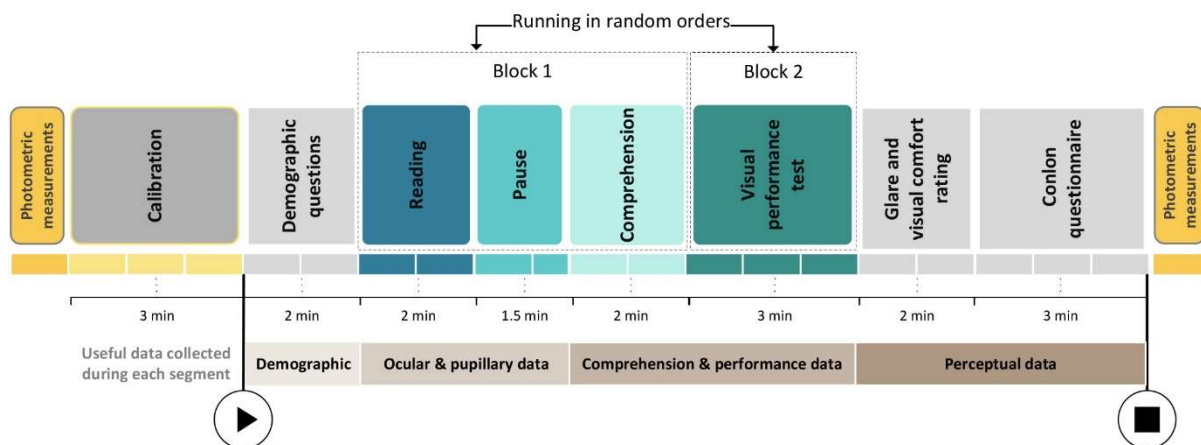 Running in random orders
Block 1
Block 2
Photometric
measurements
Calibration
Demographic
questions
Reading
Pause
Comprehension
Visual
performance
test
Glare and
visual comfort
rating
Conlon
questionnaire
Photometric
measurements
3 min
2 min
2 min
1.5 min
2 min
3 min
2 min
3 min
Useful data collected
during each segment
Demographic
Ocular & pupillary data
Comprehension & performance data
Perceptual data